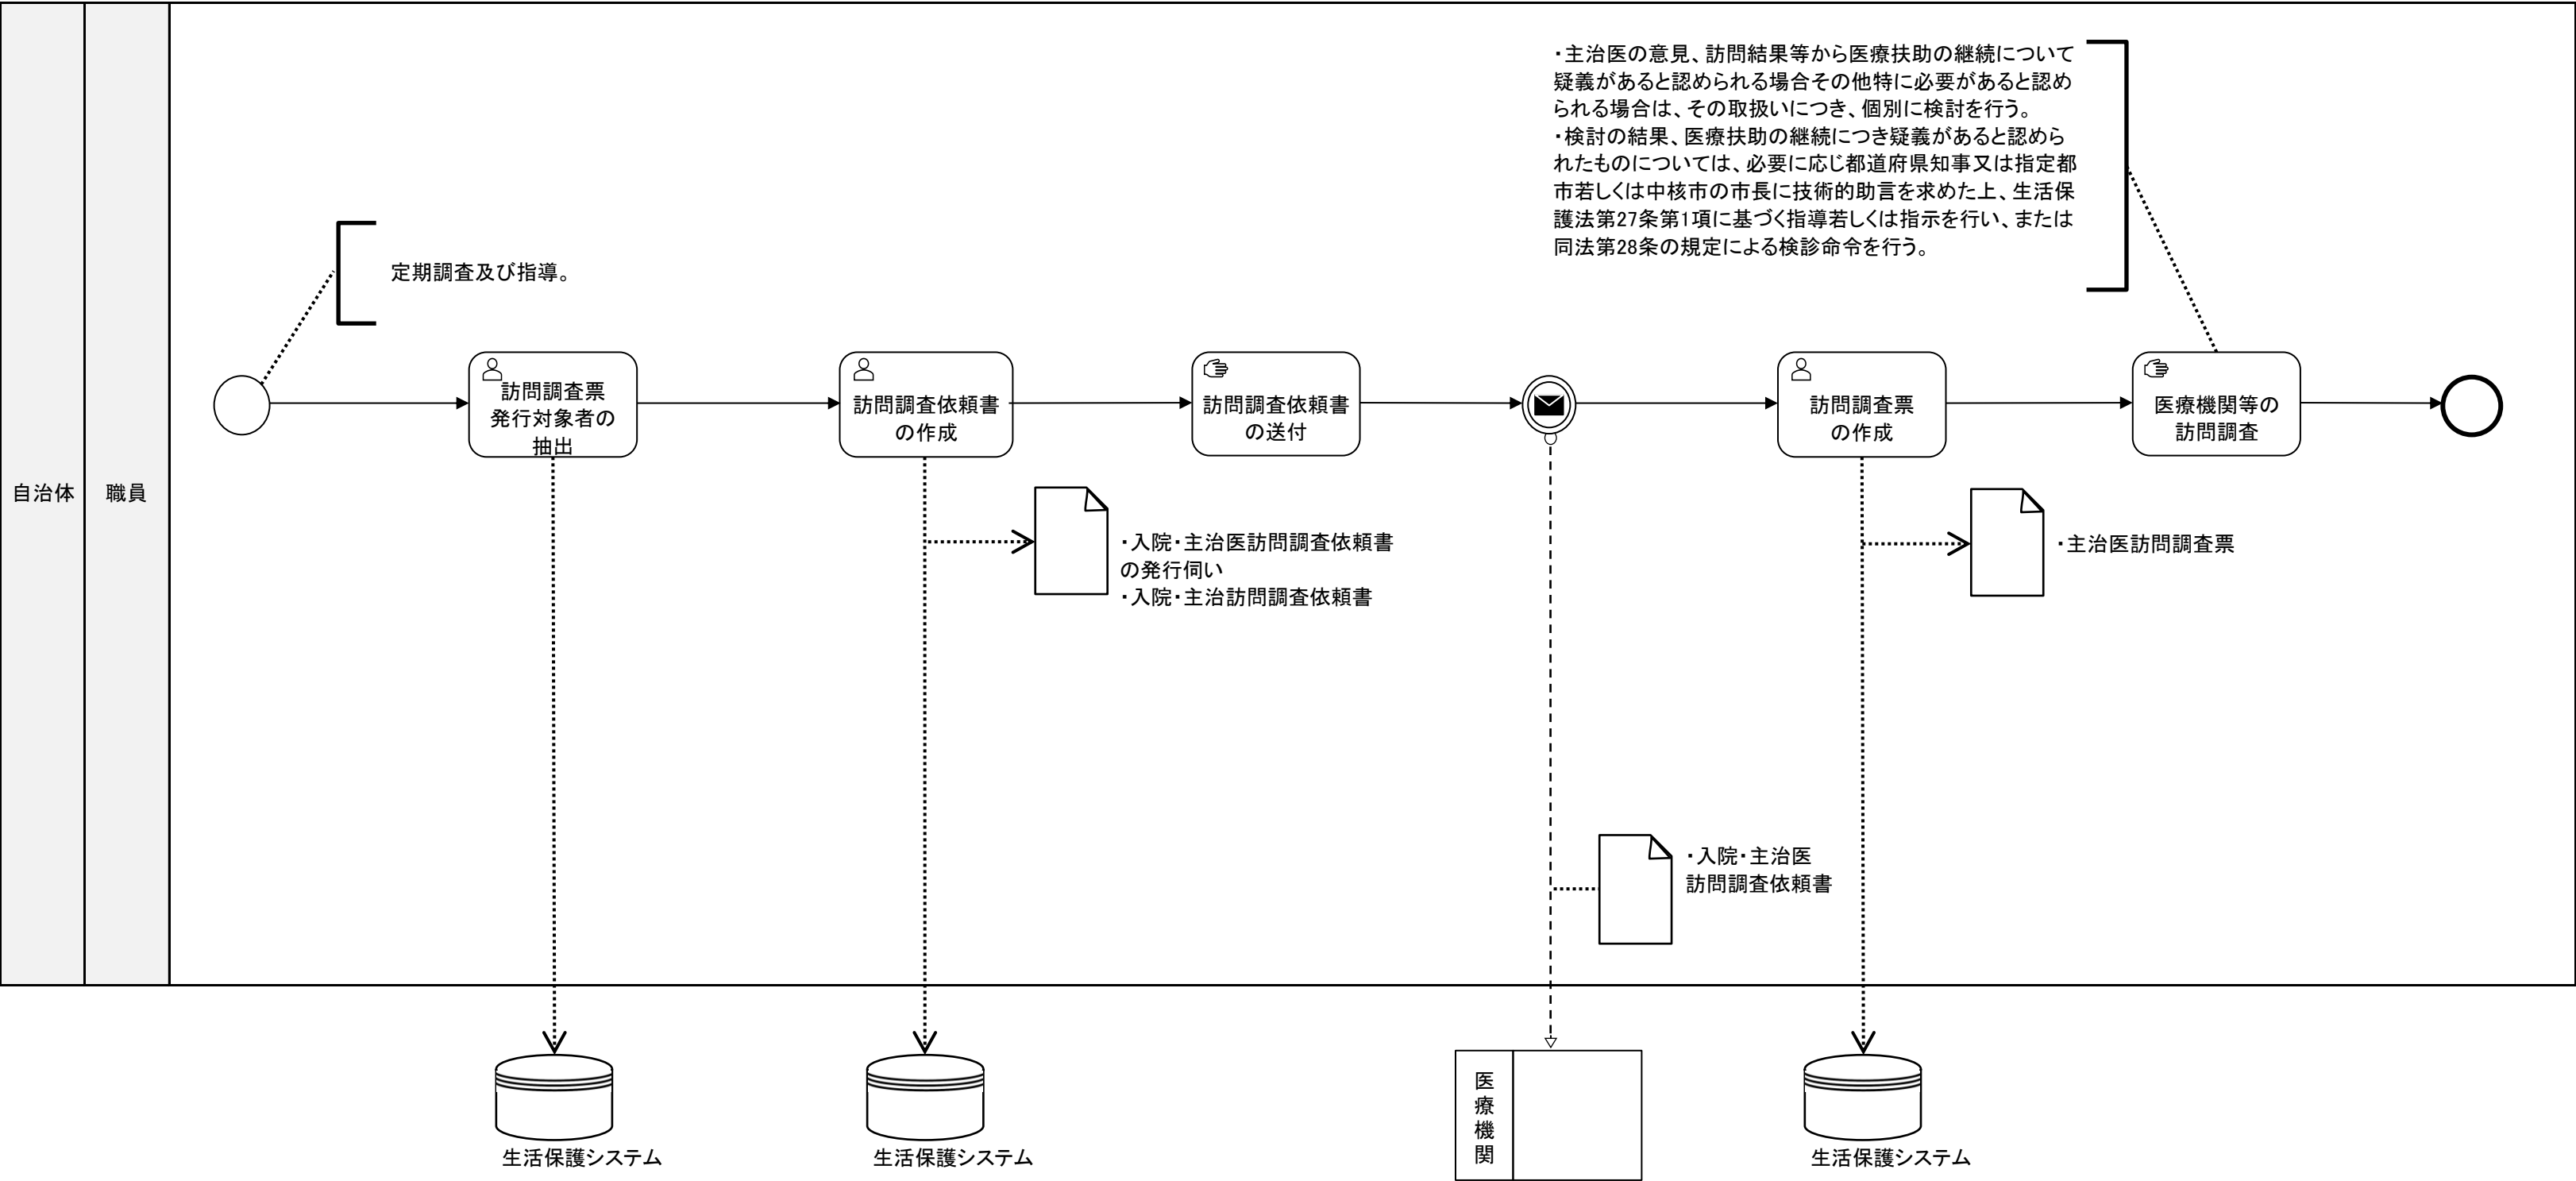 ・主治医の意見、訪問結果等から医療扶助の継続について
疑義があると認められる場合その他特に必要があると認め
られる場合は、その取扱いにつき、個別に検討を行う。
・検討の結果、医療扶助の継続につき疑義があると認めら
れたものについては、必要に応じ都道府県知事又は指定都
市若しくは中核市の市長に技術的助言を求めた上、生活保
護法第27条第1項に基づく指導若しくは指示を行い、または
同法第28条の規定による検診命令を行う。
定期調査及び指導。
訪問調査票
発行対象者の
抽出
訪問調査依頼書
の作成
訪問調査依頼書
の送付
訪問調査票
の作成
医療機関等の
訪問調査
自治体
職員
・入院・主治医訪問調査依頼書
の発行伺い
・入院・主治訪問調査依頼書
・主治医訪問調査票
・入院・主治医
訪問調査依頼書
生活保護システム
生活保護システム
医療機関
生活保護システム